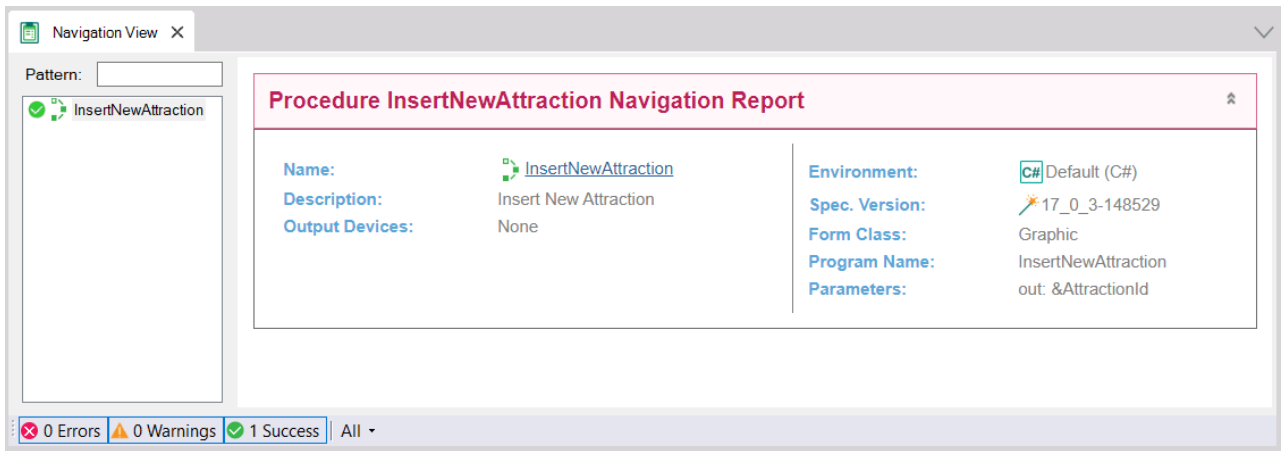 Navigation View
Pattern:
InsertNewAttraction
Procedure InsertNewAttraction Navigation Report
Name: InsertNewAttraction
Description: Insert New Attraction
Output Devices: None
Environment: C# Default (C#)
Spec. Version: 17_0_3-148529
Form Class: Graphic
Program Name: InsertNewAttraction
Parameters: out: &AttractionId
0 Errors 0 Warnings 1 Success All